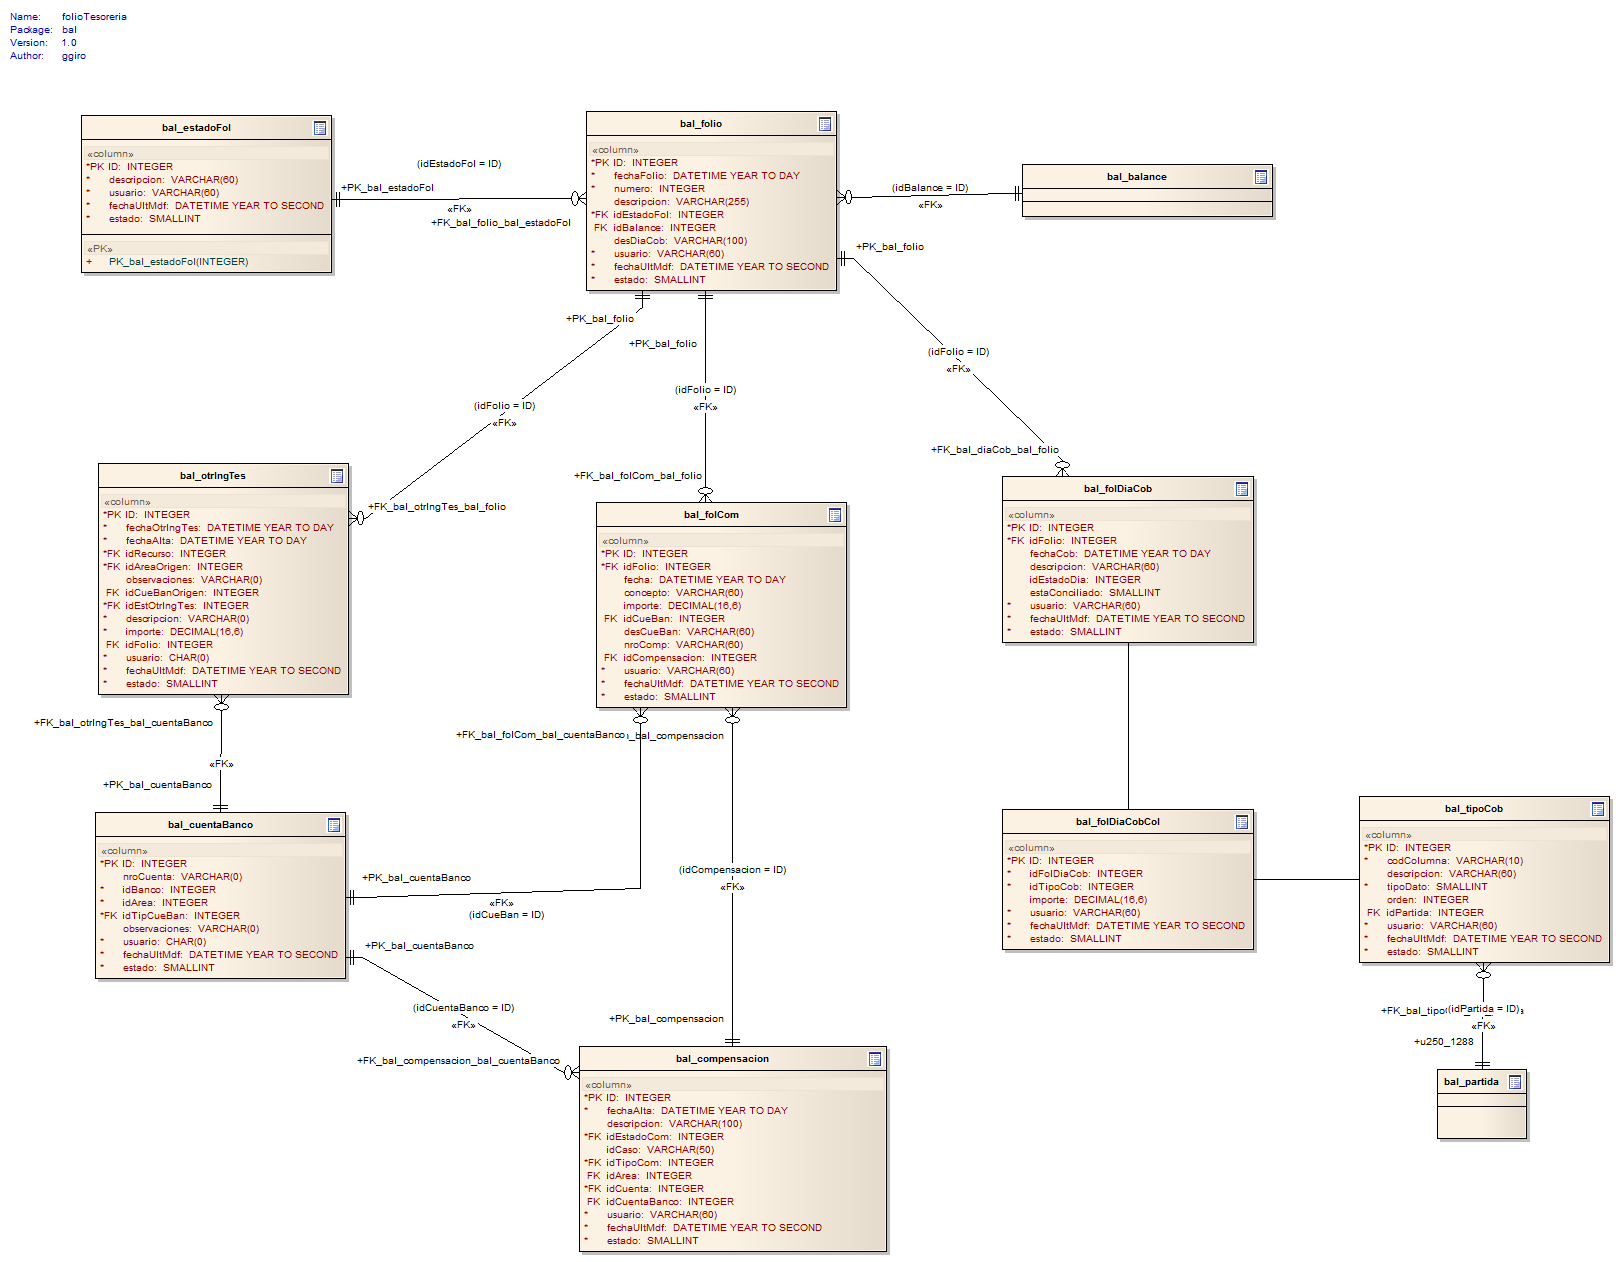 Name: folioTesoreria
Package: bal
Version: 1.0
Author: ggiro
bal_estadoFol
«column»
*PK ID: INTEGER
* descripcion: VARCHAR(60)
* usuario: VARCHAR(60)
* fechaUltMdf: DATETIME YEAR TO SECOND
* estado: SMALLINT
«PK»
+ PK_bal_estadoFol(INTEGER)
(idEstadoFol = ID)
+PK_bal_estadoFol
«FK»
+FK_bal_folio_bal_estadoFol
bal_folio
«column»
*PK ID: INTEGER
* fechaFolio: DATETIME YEAR TO DAY
* numero: INTEGER
descripcion: VARCHAR(255)
*FK idEstadoFol: INTEGER
FK idBalance: INTEGER
desDiaCob: VARCHAR(100)
* usuario: VARCHAR(60)
* fechaUltMdf: DATETIME YEAR TO SECOND
* estado: SMALLINT
(idBalance = ID)
«FK»
bal_balance
+PK_bal_folio
(idFolio = ID)
«FK»
+FK_bal_diaCob_bal_folio
+PK_bal_folio
(idFolio = ID)
«FK»
+FK_bal_otrIngTes_bal_folio
+PK_bal_folio
(idFolio = ID)
«FK»
+FK_bal_folCom_bal_folio
bal_otrIngTes
«column»
*PK ID: INTEGER
* fechaOtrIngTes: DATETIME YEAR TO DAY
* fechaAlta: DATETIME YEAR TO DAY
*FK idRecurso: INTEGER
*FK idAreaOrigen: INTEGER
observaciones: VARCHAR(0)
FK idCueBanOrigen: INTEGER
*FK idEstOtrIngTes: INTEGER
* descripcion: VARCHAR(0)
* importe: DECIMAL(16,6)
FK idFolio: INTEGER
* usuario: CHAR(0)
* fechaUltMdf: DATETIME YEAR TO SECOND
* estado: SMALLINT
bal_folCom
«column»
*PK ID: INTEGER
*FK idFolio: INTEGER
fecha: DATETIME YEAR TO DAY
concepto: VARCHAR(60)
importe: DECIMAL(16,6)
FK idCueBan: INTEGER
desCueBan: VARCHAR(60)
nroComp: VARCHAR(60)
FK idCompensacion: INTEGER
* usuario: VARCHAR(60)
* fechaUltMdf: DATETIME YEAR TO SECOND
* estado: SMALLINT
bal_folDiaCob
«column»
*PK ID: INTEGER
*FK idFolio: INTEGER
fechaCob: DATETIME YEAR TO DAY
descripcion: VARCHAR(60)
idEstadoDia: INTEGER
estaConciliado: SMALLINT
* usuario: VARCHAR(60)
* fechaUltMdf: DATETIME YEAR TO SECOND
* estado: SMALLINT
+FK_bal_otrIngTes_bal_cuentaBanco
«FK»
+PK_bal_cuentaBanco
+FK_bal_folCom_bal_cuentaBanco
_bal_compensacion
bal_cuentaBanco
«column»
*PK ID: INTEGER
nroCuenta: VARCHAR(0)
* idBanco: INTEGER
* idArea: INTEGER
*FK idTipCueBan: INTEGER
observaciones: VARCHAR(0)
* usuario: CHAR(0)
* fechaUltMdf: DATETIME YEAR TO SECOND
* estado: SMALLINT
+PK_bal_cuentaBanco
«FK»
(idCueBan = ID)
(idCompensacion = ID)
«FK»
+PK_bal_compensacion
+PK_bal_cuentaBanco
(idCuentaBanco = ID)
«FK»
+FK_bal_compensacion_bal_cuentaBanco
bal_folDiaCobCol
«column»
*PK ID: INTEGER
* idFolDiaCob: INTEGER
* idTipoCob: INTEGER
importe: DECIMAL(16,6)
* usuario: VARCHAR(60)
* fechaUltMdf: DATETIME YEAR TO SECOND
* estado: SMALLINT
bal_tipoCob
«column»
*PK ID: INTEGER
* codColumna: VARCHAR(10)
descripcion: VARCHAR(60)
* tipoDato: SMALLINT
orden: INTEGER
FK idPartida: INTEGER
* usuario: VARCHAR(60)
* fechaUltMdf: DATETIME YEAR TO SECOND
* estado: SMALLINT
+FK_bal_tipo
(idPartida = ID)
«FK»
+u250_1288
bal_partida
bal_compensacion
«column»
*PK ID: INTEGER
* fechaAlta: DATETIME YEAR TO DAY
descripcion: VARCHAR(100)
*FK idEstadoCom: INTEGER
idCaso: VARCHAR(50)
*FK idTipoCom: INTEGER
FK idArea: INTEGER
*FK idCuenta: INTEGER
FK idCuentaBanco: INTEGER
* usuario: VARCHAR(60)
* fechaUltMdf: DATETIME YEAR TO SECOND
* estado: SMALLINT